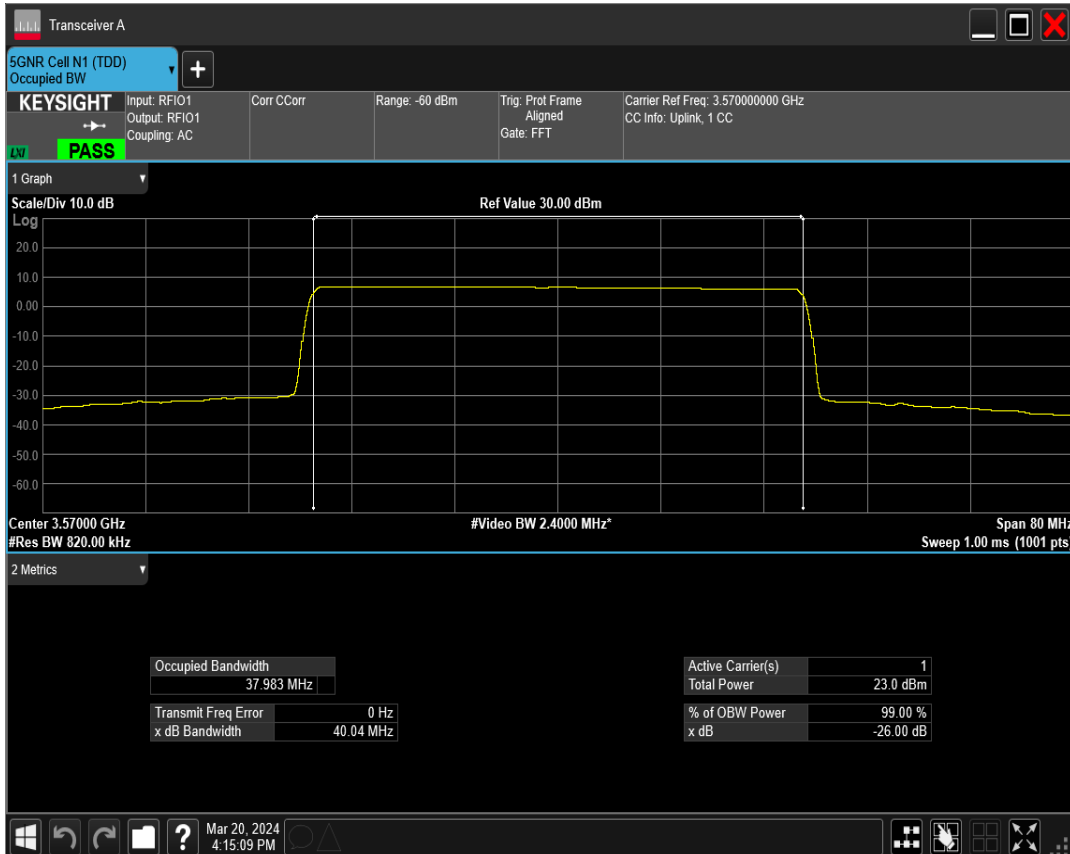 Transceiver A
5GNR Cell N1 (TDD)
Occupied BW
+
KEYSIGHT
LXI
PASS
Input: RFIO1
Output: RFIO1
Coupling: AC
Corr CCorr
Range: -60 dBm
Trig: Prot Frame
Aligned
Gate: FFT
Carrier Ref Freq: 3.570000000 GHz
CC Info: Uplink, 1 CC
1 Graph
Scale/Div 10.0 dB
Ref Value 30.00 dBm
Log
20.0
10.0
0.00
-10.0
-20.0
-30.0
-40.0
-50.0
-60.0
Center 3.57000 GHz
#Video BW 2.4000 MHz*
Span 80 MHz
#Res BW 820.00 kHz
Sweep 1.00 ms (1001 pts)
2 Metrics
Occupied Bandwidth
37.983 MHz
Transmit Freq Error 0 Hz
x dB Bandwidth 40.04 MHz
Active Carrier(s) 1
Total Power 23.0 dBm
% of OBW Power 99.00 %
x dB -26.00 dB
?
Mar 20, 2024
4:15:09 PM